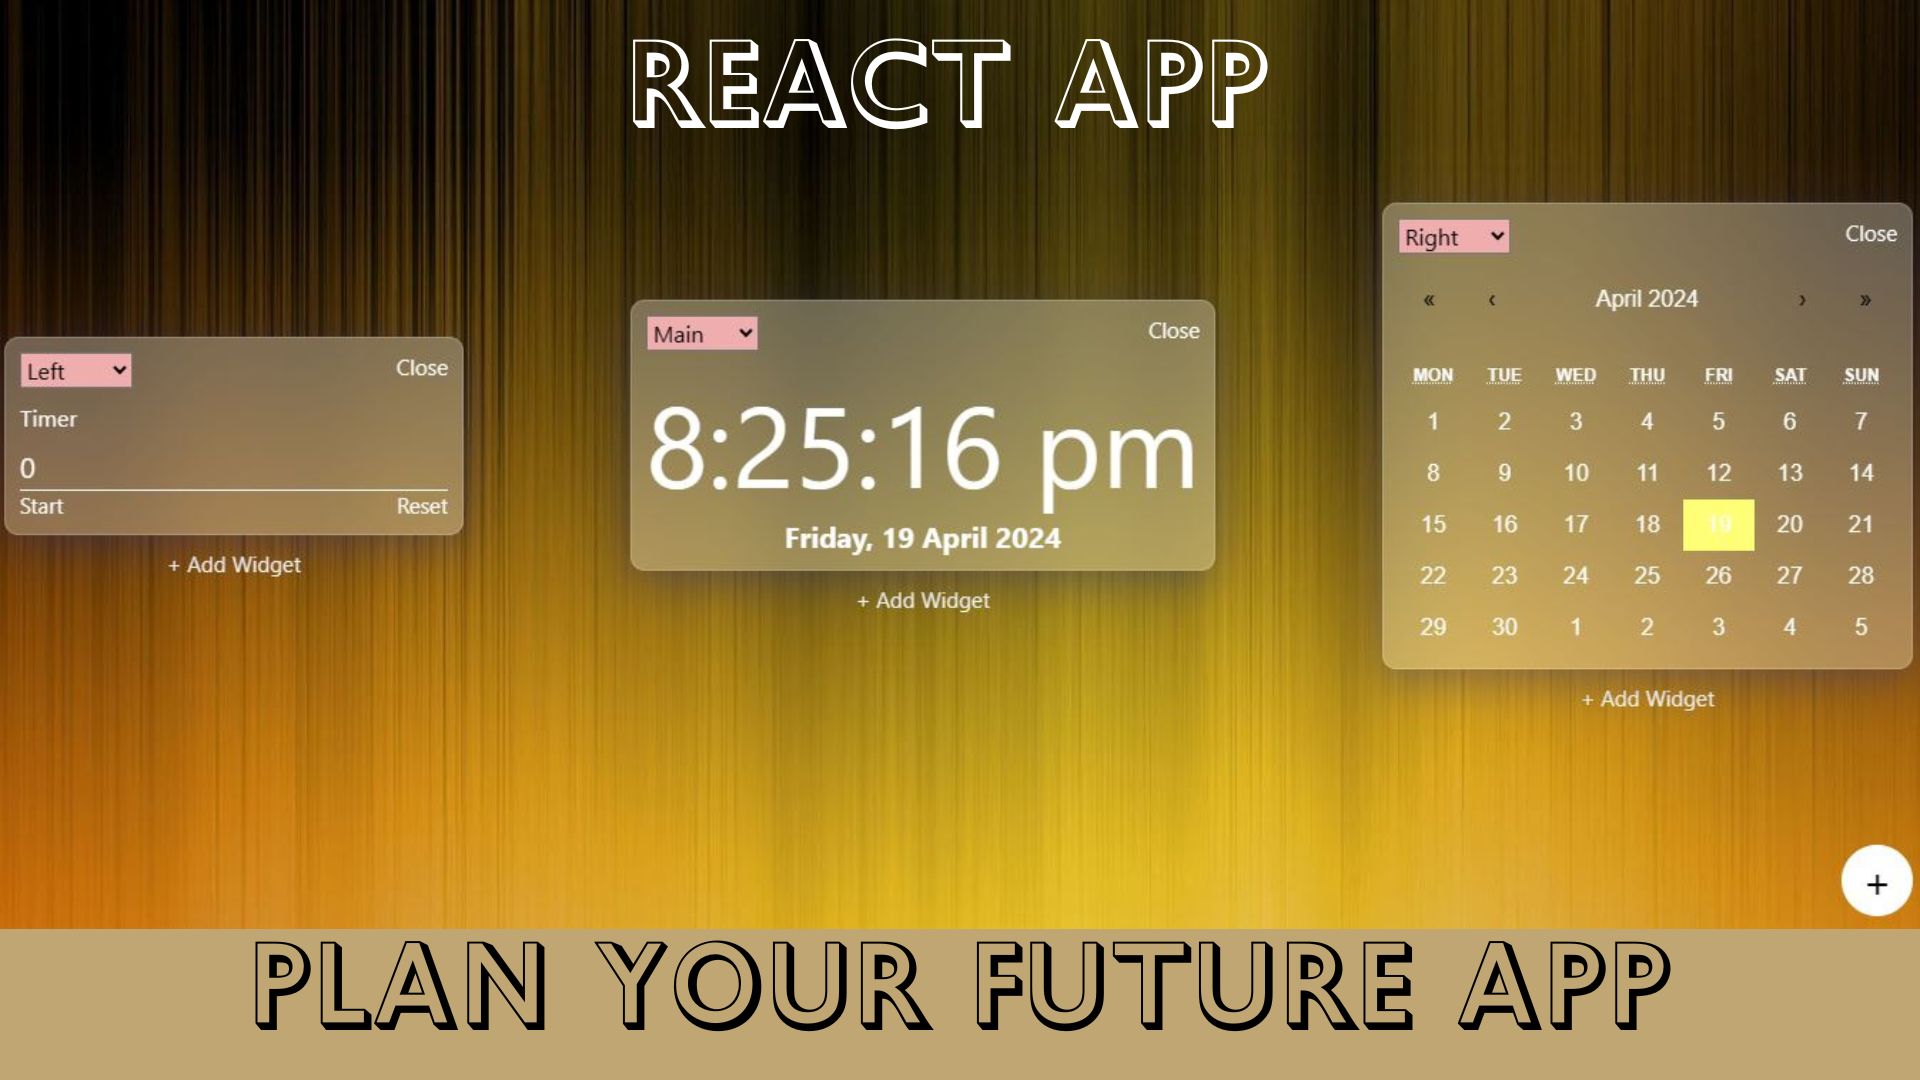 REACT APP
Left
Close
Timer
0
Start
Reset
+ Add Widget
Main
Close
8:25:16 pm
Friday, 19 April 2024
+ Add Widget
Right
Close
« ‹ April 2024 › »
MON TUE WED THU FRI SAT SUN
1 2 3 4 5 6 7
8 9 10 11 12 13 14
15 16 17 18 19 20 21
22 23 24 25 26 27 28
29 30 1 2 3 4 5
+ Add Widget
+
PLAN YOUR FUTURE APP